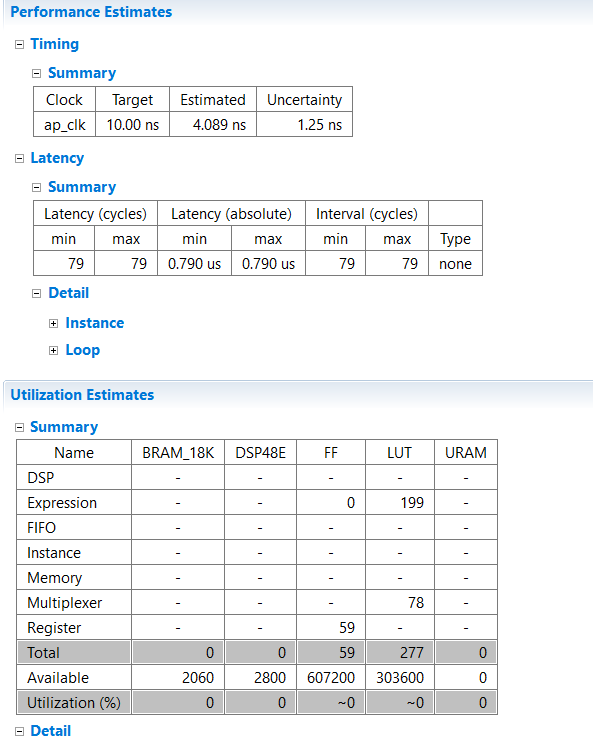 Performance Estimates
Timing
Summary
Clock Target Estimated Uncertainty
ap_clk 10.00 ns 4.089 ns 1.25 ns
Latency
Summary
Latency (cycles) Latency (absolute) Interval (cycles)
min max min max min max Type
79 79 0.790 us 0.790 us 79 79 none
Detail
Instance
Loop
Utilization Estimates
Summary
Name BRAM_18K DSP48E FF LUT URAM
DSP - - - - -
Expression - - 0 199 -
FIFO - - - - -
Instance - - - - -
Memory - - - - -
Multiplexer - - - 78 -
Register - - 59 - -
Total 0 0 59 277 0
Available 2060 2800 607200 303600 0
Utilization (%) 0 0 ~0 ~0 0
Detail